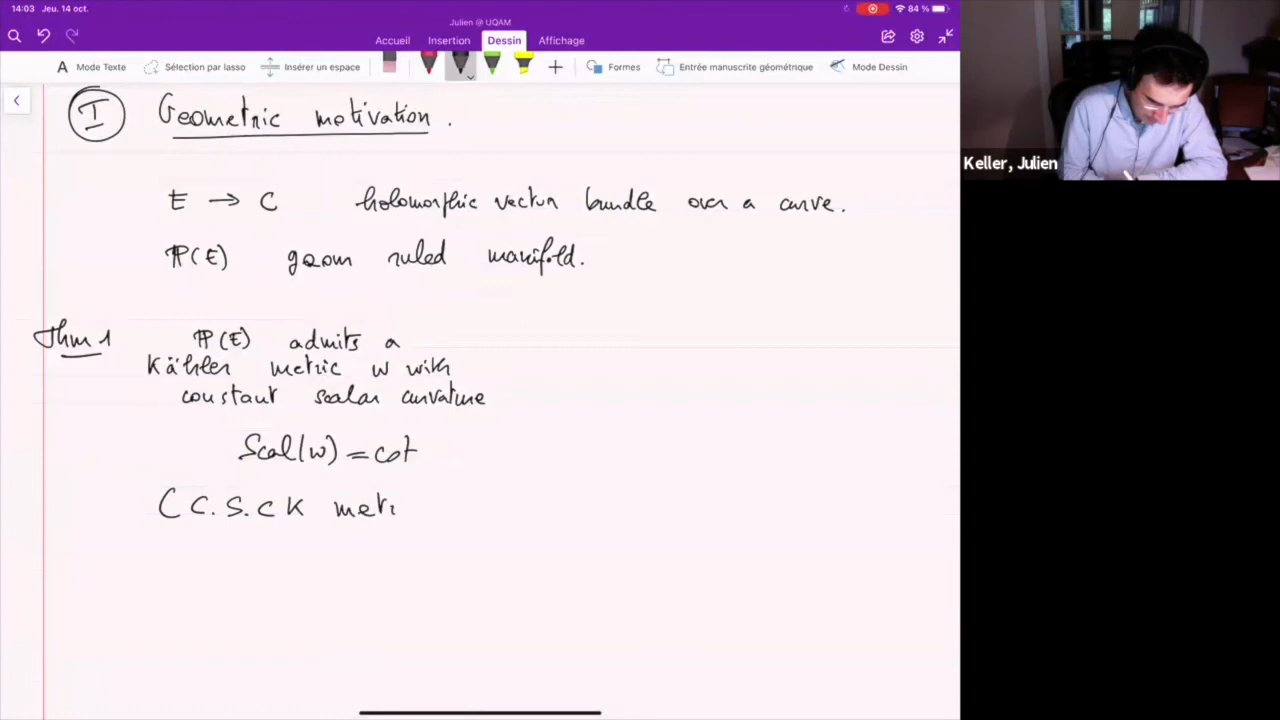 14:03 Jeu. 14 oct.
84 %
Julien @ UQAM
Accueil Insertion Dessin Affichage
Mode Texte Sélection par lasso Insérer un espace Formes Entrée manuscrite géométrique Mode Dessin
I Geometric motivation.
E → C holomorphic vector bundle over a curve.
P(E) geom ruled manifold.
Thm 1 P(E) admits a
Kähler metric ω with
constant scalar curvature
Scal(ω) = cst
(C.S.C K metr
Keller, Julien